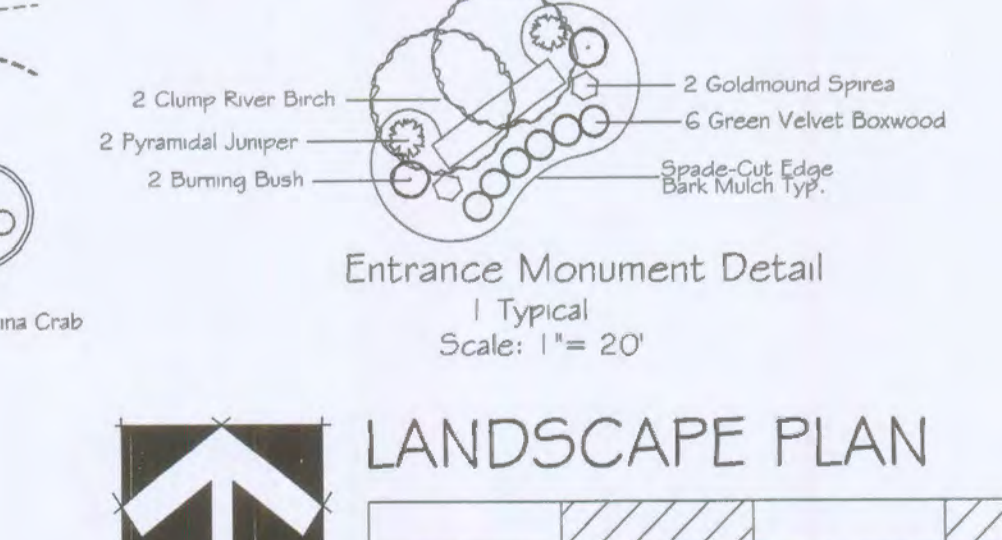 2 Clump River Birch
2 Pyramidal Juniper
2 Burning Bush
2 Goldmound Spirea
6 Green Velvet Boxwood
Spade-Cut Edge
Bark Mulch Typ.
Entrance Monument Detail
1 Typical
Scale: 1"= 20'
Crab
LANDSCAPE PLAN